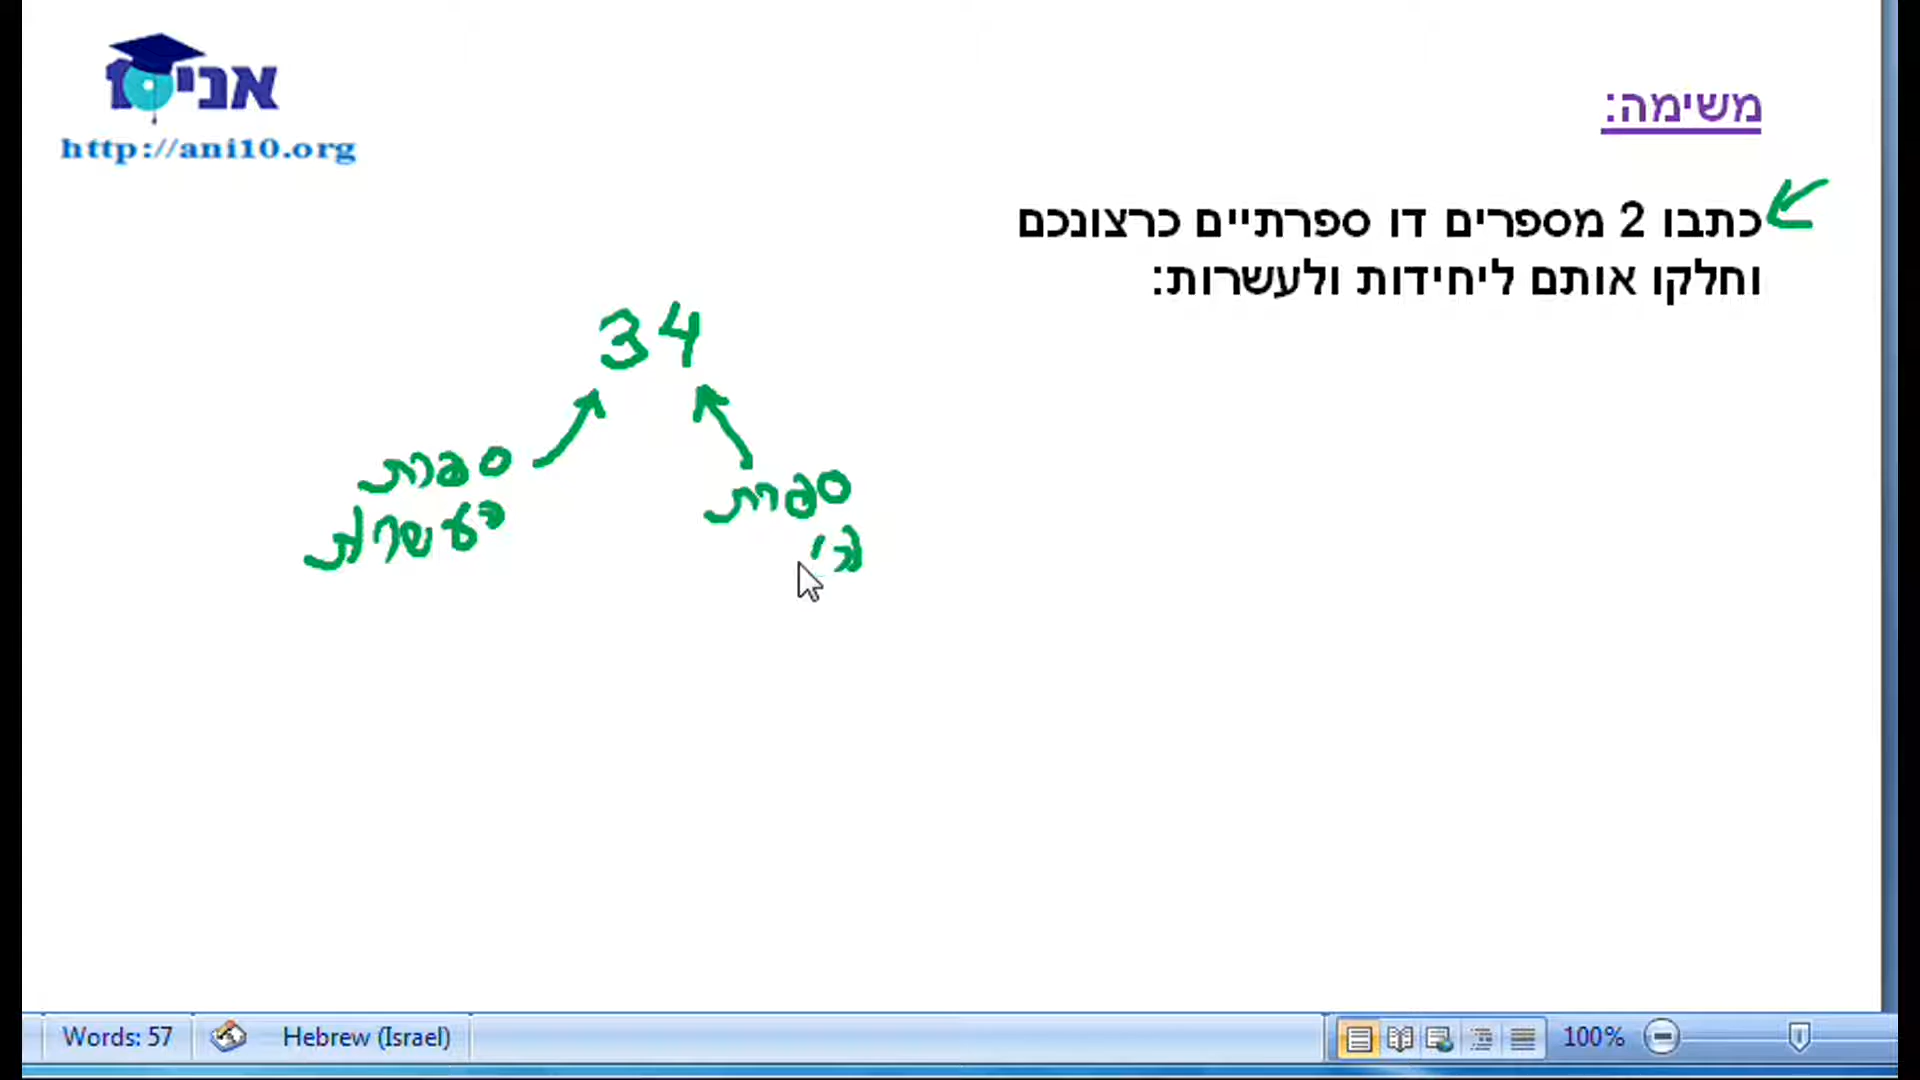 אני10
http://ani10.org
משימה:
כתבו 2 מספרים דו ספרתיים כרצונכם
וחלקו אותם ליחידות ולעשרות:
34
ספרת
העשרות
ספרת
הי
Words: 57
Hebrew (Israel)
100%